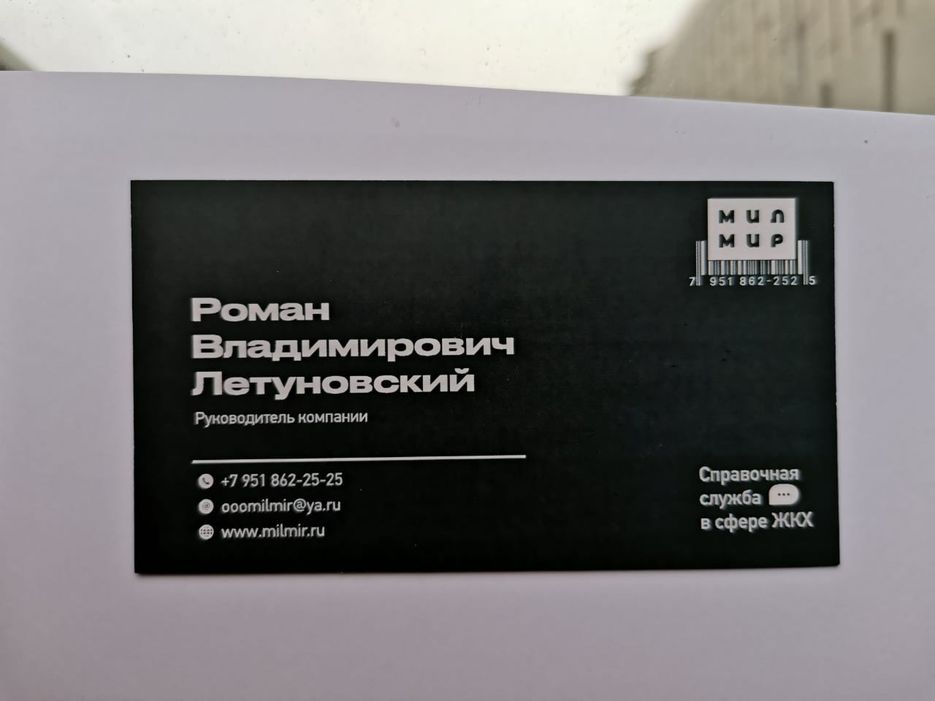 МИЛ
МИР
7 951 862-252 5
Роман
Владимирович
Летуновский
Руководитель компании
+7 951 862-25-25
ooomilmir@ya.ru
www.milmir.ru
Справочная
служба
в сфере ЖКХ